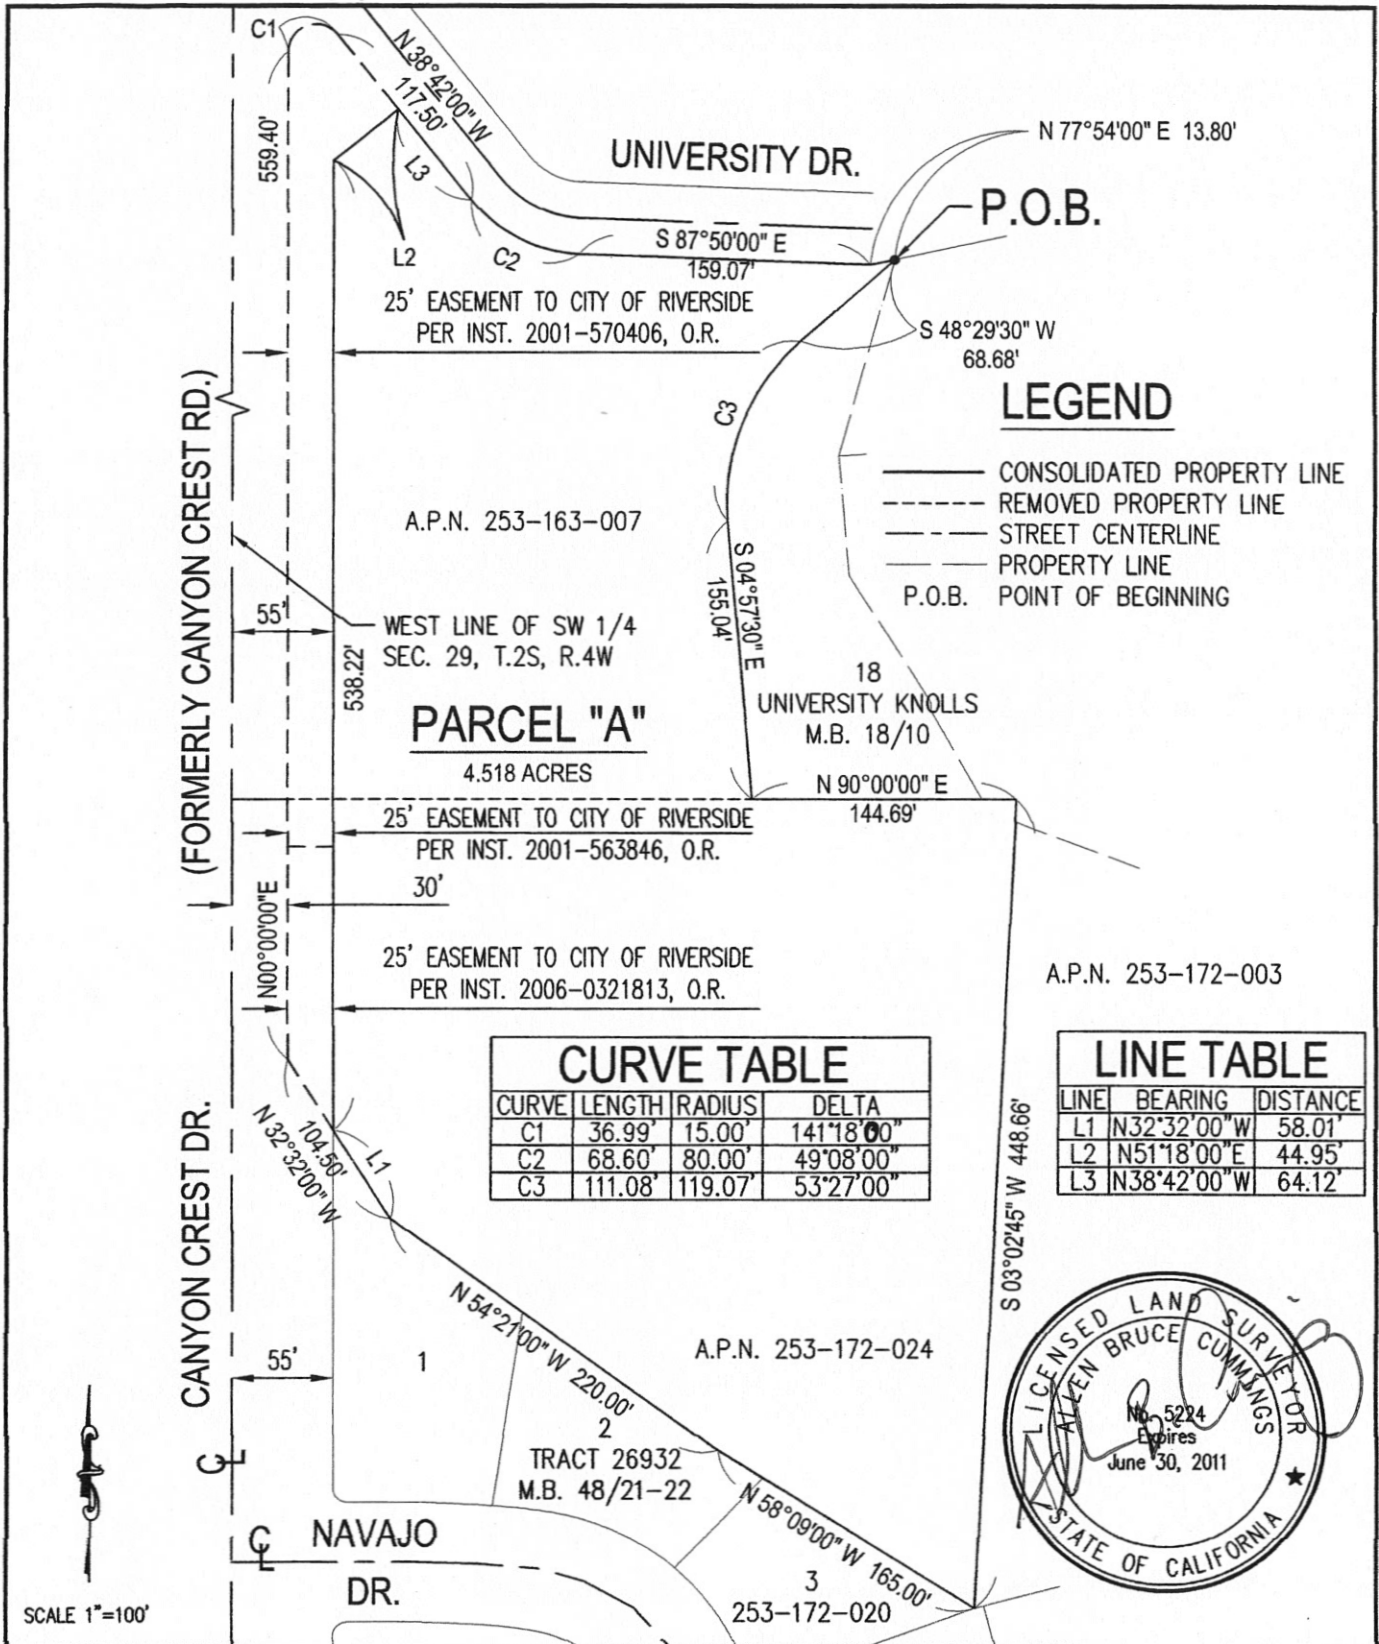 C1
N 38°42'00" W
117.50'
559.40'
L3
L2
C2
UNIVERSITY DR.
N 77°54'00" E 13.80'
P.O.B.
S 87°50'00" E
159.07'
25' EASEMENT TO CITY OF RIVERSIDE
PER INST. 2001-570406, O.R.
S 48°29'30" W
68.68'
C3
LEGEND
CONSOLIDATED PROPERTY LINE
REMOVED PROPERTY LINE
STREET CENTERLINE
PROPERTY LINE
P.O.B. POINT OF BEGINNING
(FORMERLY CANYON CREST RD.)
A.P.N. 253-163-007
S 04°57'30" E
155.04'
55'
WEST LINE OF SW 1/4
SEC. 29, T.2S, R.4W
538.22'
18
UNIVERSITY KNOLLS
M.B. 18/10
PARCEL "A"
4.518 ACRES
N 90°00'00" E
144.69'
25' EASEMENT TO CITY OF RIVERSIDE
PER INST. 2001-563846, O.R.
30'
N00°00'00"E
25' EASEMENT TO CITY OF RIVERSIDE
PER INST. 2006-0321813, O.R.
A.P.N. 253-172-003
CURVE TABLE
CURVE LENGTH RADIUS DELTA
C1 36.99' 15.00' 141°18'00"
C2 68.60' 80.00' 49°08'00"
C3 111.08' 119.07' 53°27'00"
LINE TABLE
LINE BEARING DISTANCE
L1 N32°32'00"W 58.01'
L2 N51°18'00"E 44.95'
L3 N38°42'00"W 64.12'
S 03°02'45" W 448.66'
104.50'
N 32°32'00" W
L1
CANYON CREST DR.
N 54°21'00" W 220.00'
A.P.N. 253-172-024
55'
1
2
TRACT 26932
M.B. 48/21-22
LICENSED LAND SURVEYOR
ALLEN BRUCE CUMMINGS
No. 5224
Expires
June 30, 2011
STATE OF CALIFORNIA
N 58°09'00" W 165.00'
CL
CL
NAVAJO
DR.
3
253-172-020
SCALE 1"=100'